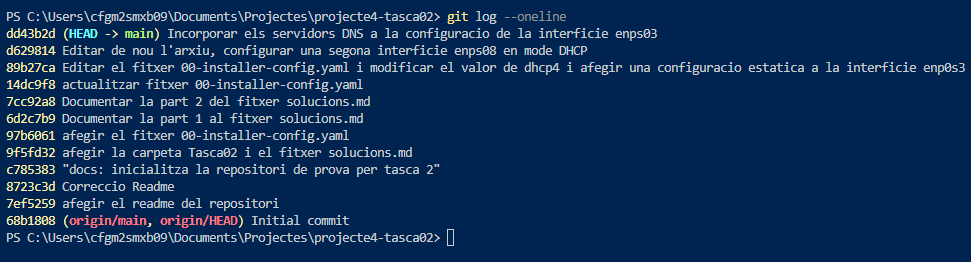 PS C:\Users\cfgm2smxb09\Documents\Projectes\projecte4-tasca02> git log --oneline
dd43b2d (HEAD -> main) Incorporar els servidors DNS a la configuracio de la interficie enps03
d629814 Editar de nou l'arxiu, configurar una segona interficie enps08 en mode DHCP
89b27ca Editar el fitxer 00-installer-config.yaml i modificar el valor de dhcp4 i afegir una configuracio estatica a la interficie enp0s3
14dc9f8 actualitzar fitxer 00-installer-config.yaml
7cc92a8 Documentar la part 2 del fitxer solucions.md
6d2c7b9 Documentar la part 1 al fitxer solucions.md
97b6061 afegir el fitxer 00-installer-config.yaml
9f5fd32 afegir la carpeta Tasca02 i el fitxer solucions.md
c785383 "docs: inicialitza la repositori de prova per tasca 2"
8723c3d Correccio Readme
7ef5259 afegir el readme del repositori
68b1808 (origin/main, origin/HEAD) Initial commit
PS C:\Users\cfgm2smxb09\Documents\Projectes\projecte4-tasca02>